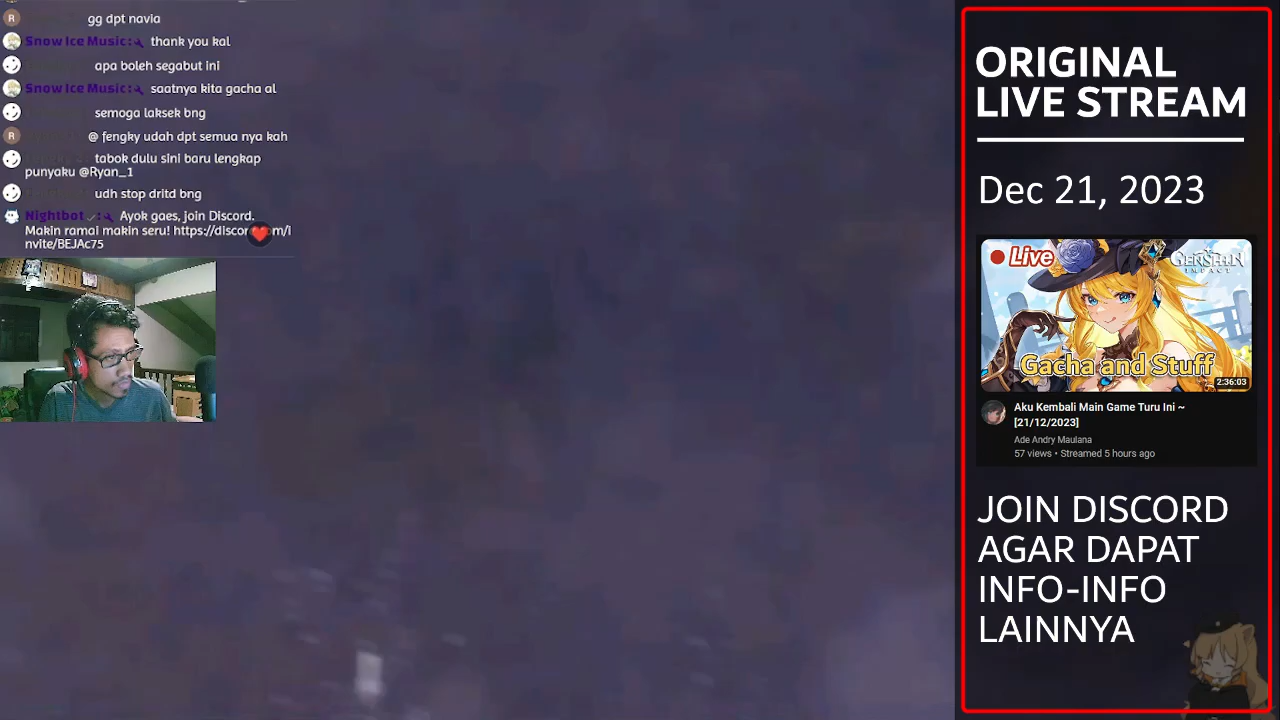 R gg dpt navia
Snow Ice Music: thank you kal
apa boleh segabut ini
Snow Ice Music: saatnya kita gacha al
semoga laksek bng
R @ fengky udah dpt semua nya kah
tabok dulu sini baru lengkap
punyaku @Ryan_1
udh stop dritd bng
Nightbot : Ayok gaes, join Discord.
Makin ramai makin seru! https://discor m/i
nvite/BEJAc75
ORIGINAL
LIVE STREAM
Dec 21, 2023
Live
GENSHIN
IMPACT
Gacha and Stuff
2:36:03
Aku Kembali Main Game Turu Ini ~
[21/12/2023]
Ade Andry Maulana
57 views • Streamed 5 hours ago
JOIN DISCORD
AGAR DAPAT
INFO-INFO
LAINNYA